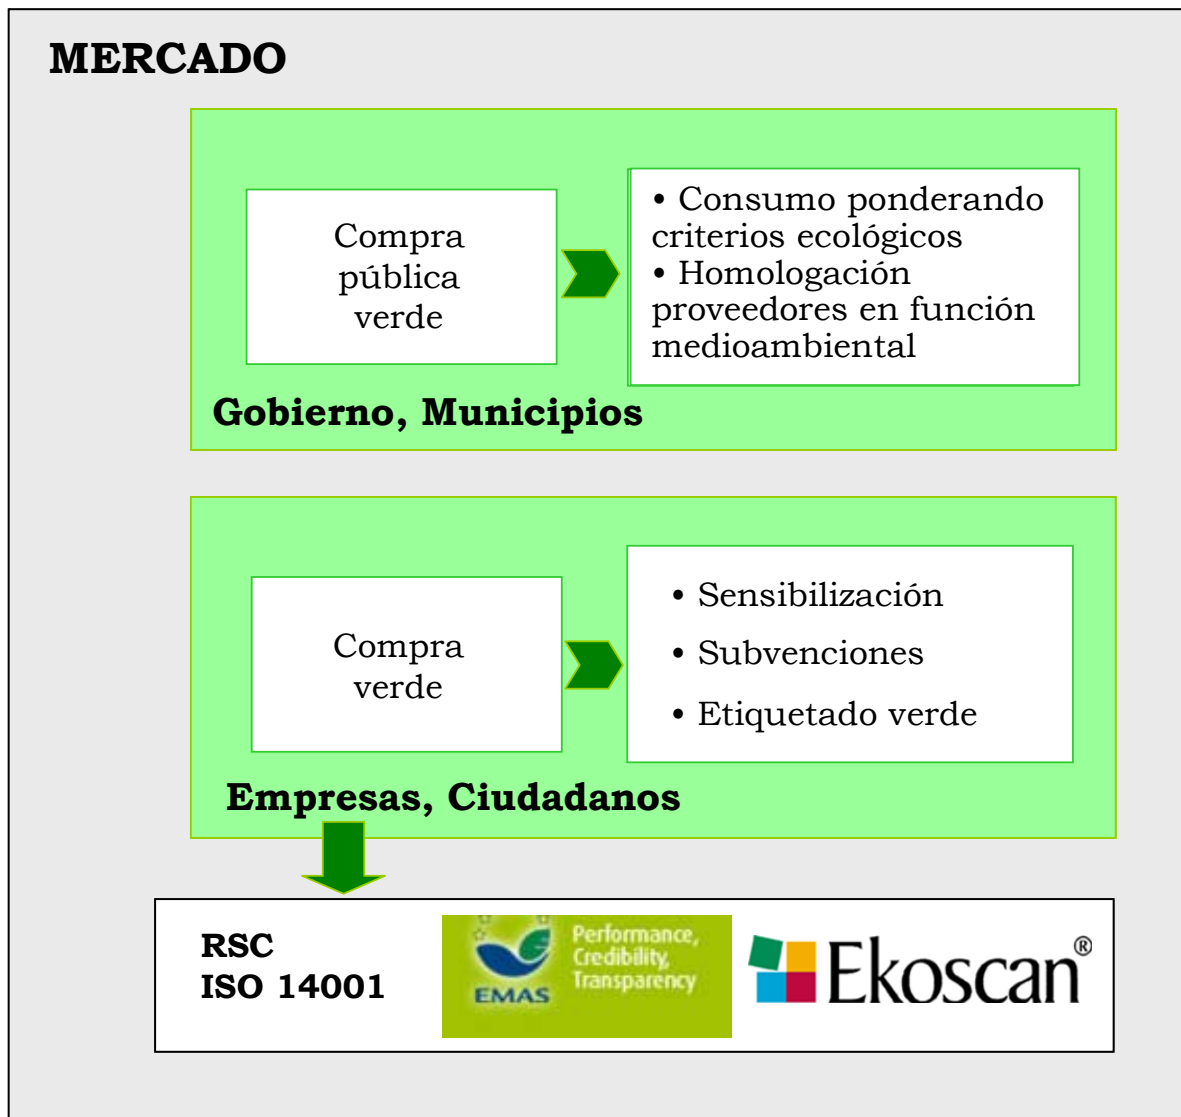 MERCADO
Compra
pública
verde
• Consumo ponderando
criterios ecológicos
• Homologación
proveedores en función
medioambiental
Gobierno, Municipios
Compra
verde
• Sensibilización
• Subvenciones
• Etiquetado verde
Empresas, Ciudadanos
RSC
ISO 14001
EMAS
Performance,
Credibility,
Transparency
Ekoscan®